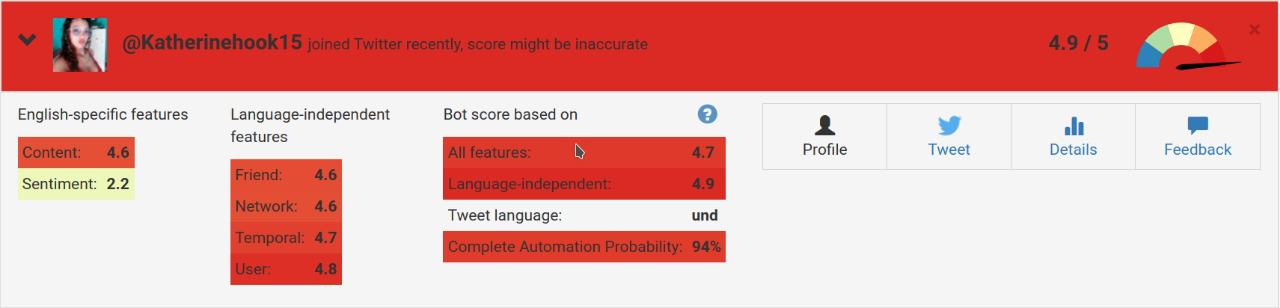 @Katherinehook15 joined Twitter recently, score might be inaccurate 4.9 / 5 ×
English-specific features
Content: 4.6
Sentiment: 2.2
Language-independent
features
Friend: 4.6
Network: 4.6
Temporal: 4.7
User: 4.8
Bot score based on ?
All features: 4.7
Language-independent: 4.9
Tweet language: und
Complete Automation Probability: 94%
Profile
Tweet
Details
Feedback